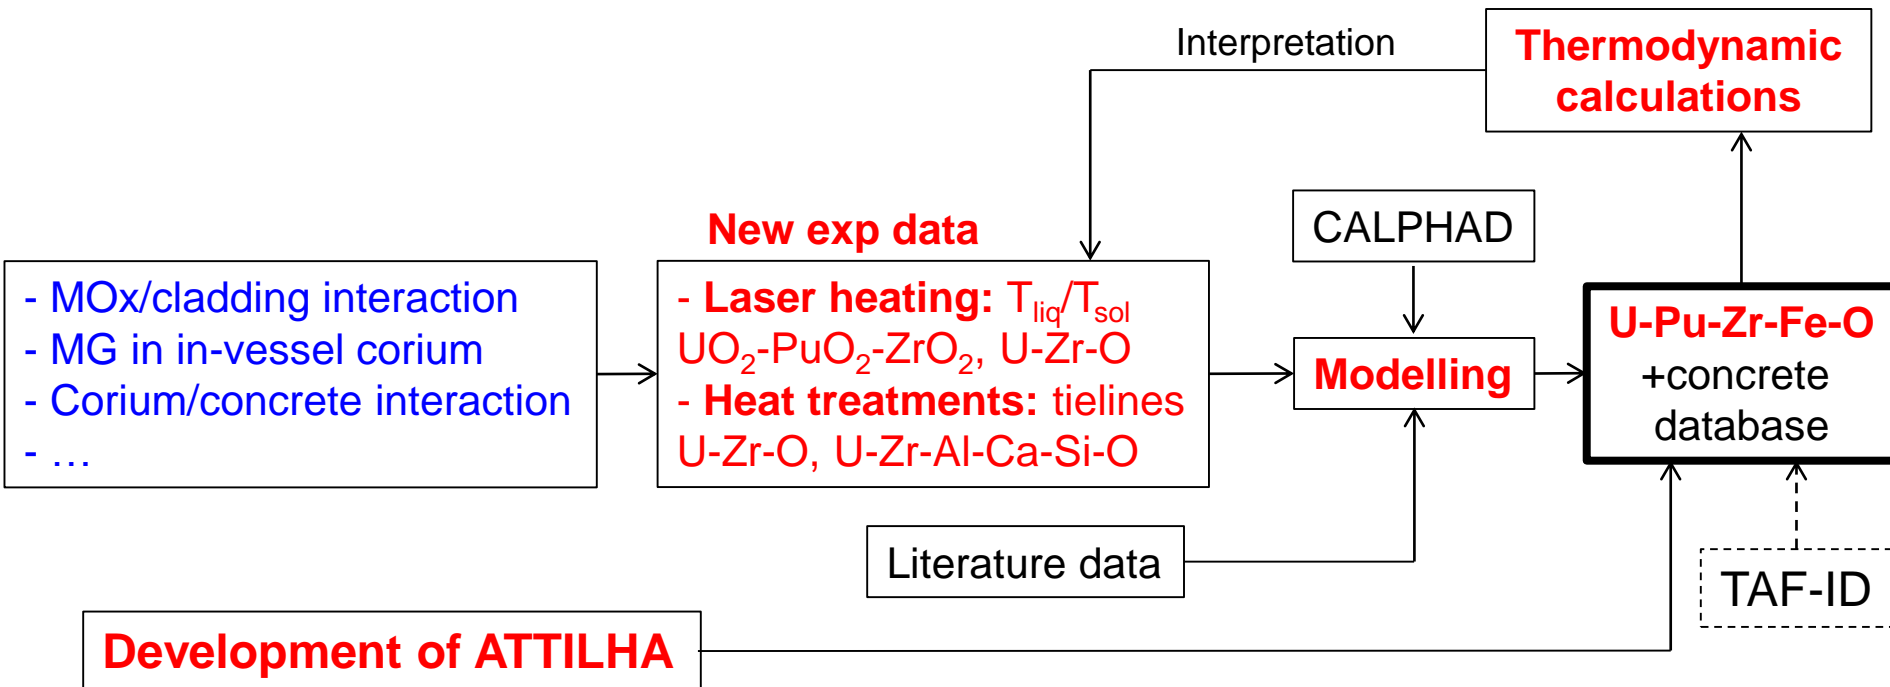 Interpretation
Thermodynamic
calculations
New exp data
CALPHAD
- MOx/cladding interaction
- MG in in-vessel corium
- Corium/concrete interaction
- …
- Laser heating: Tliq/Tsol
UO2-PuO2-ZrO2, U-Zr-O
- Heat treatments: tielines
U-Zr-O, U-Zr-Al-Ca-Si-O
Modelling
U-Pu-Zr-Fe-O
+concrete
database
Literature data
TAF-ID
Development of ATTILHA